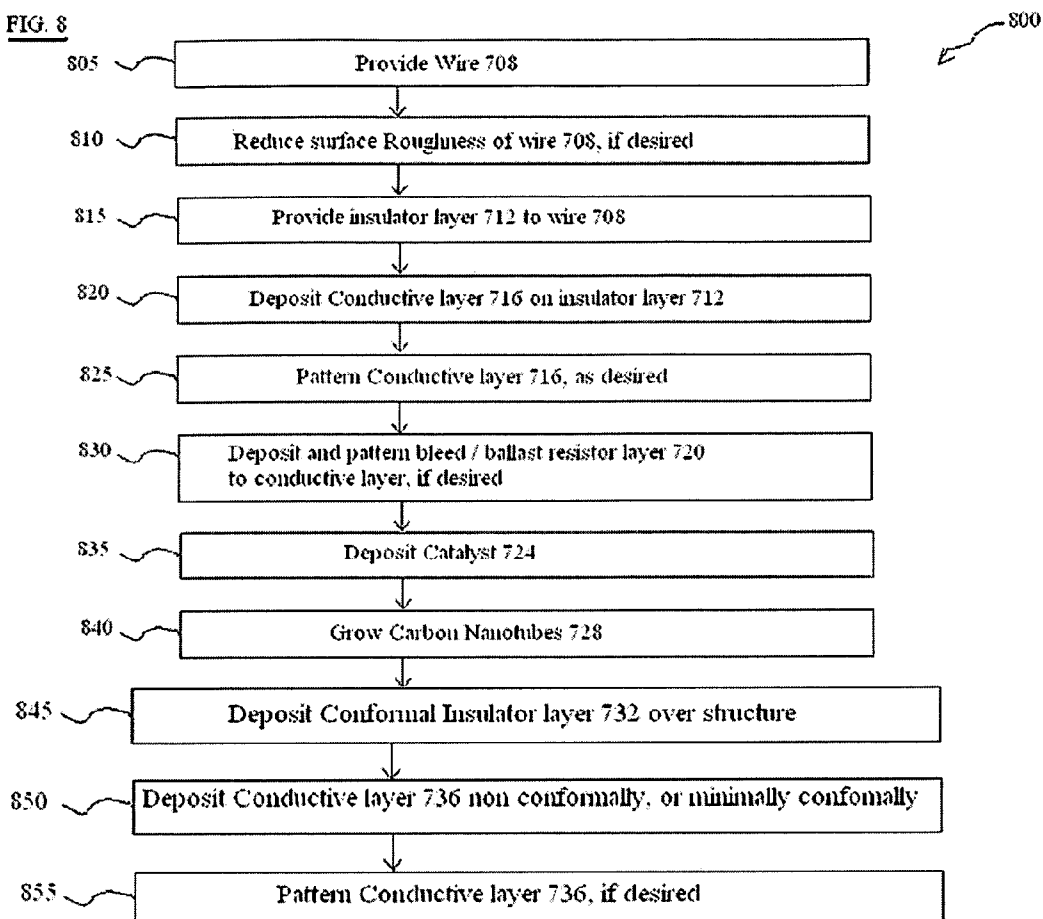 FIG. 8
800
805 Provide Wire 708
810 Reduce surface Roughness of wire 708, if desired
815 Provide insulator layer 712 to wire 708
820 Deposit Conductive layer 716 on insulator layer 712
825 Pattern Conductive layer 716, as desired
830 Deposit and pattern bleed / ballast resistor layer 720
to conductive layer, if desired
835 Deposit Catalyst 724
840 Grow Carbon Nanotubes 728
845 Deposit Conformal Insulator layer 732 over structure
850 Deposit Conductive layer 736 non conformally, or minimally confomally
855 Pattern Conductive layer 736, if desired